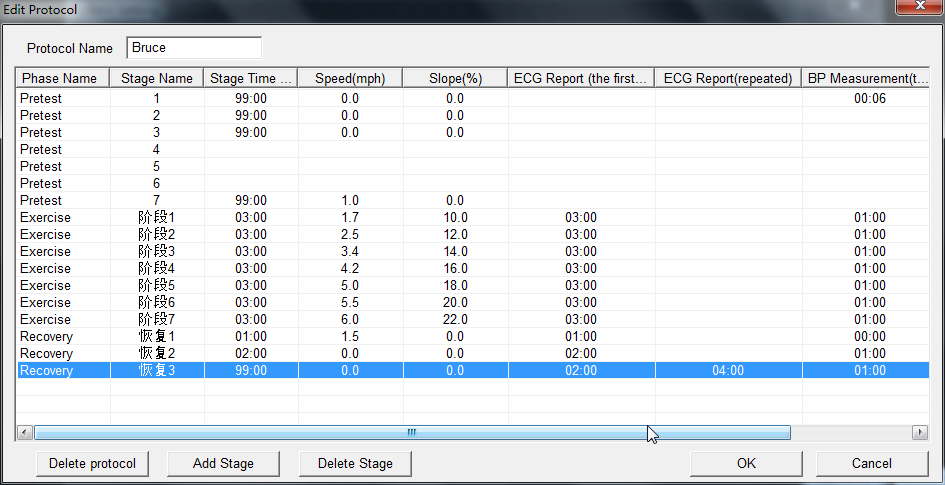 Edit Protocol
Protocol Name Bruce
Phase Name Stage Name Stage Time ... Speed(mph) Slope(%) ECG Report (the first... ECG Report(repeated) BP Measurement(t...
Pretest 1 99:00 0.0 0.0 00:06
Pretest 2 99:00 0.0 0.0
Pretest 3 99:00 0.0 0.0
Pretest 4
Pretest 5
Pretest 6
Pretest 7 99:00 1.0 0.0
Exercise 阶段1 03:00 1.7 10.0 03:00 01:00
Exercise 阶段2 03:00 2.5 12.0 03:00 01:00
Exercise 阶段3 03:00 3.4 14.0 03:00 01:00
Exercise 阶段4 03:00 4.2 16.0 03:00 01:00
Exercise 阶段5 03:00 5.0 18.0 03:00 01:00
Exercise 阶段6 03:00 5.5 20.0 03:00 01:00
Exercise 阶段7 03:00 6.0 22.0 03:00 01:00
Recovery 恢复1 01:00 1.5 0.0 01:00 00:00
Recovery 恢复2 02:00 0.0 0.0 02:00 01:00
Recovery 恢复3 99:00 0.0 0.0 02:00 04:00 01:00
Delete protocol Add Stage Delete Stage OK Cancel